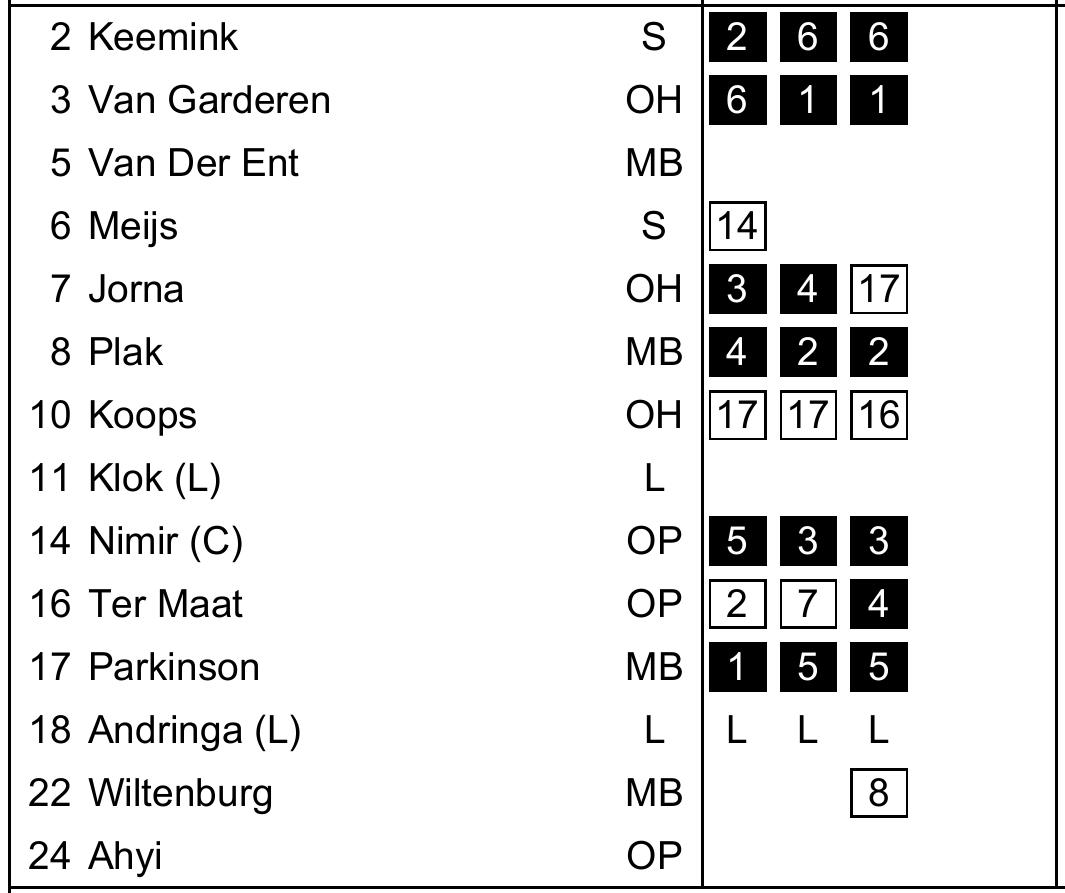 2 Keemink S 2 6 6
3 Van Garderen OH 6 1 1
5 Van Der Ent MB
6 Meijs S 14
7 Jorna OH 3 4 17
8 Plak MB 4 2 2
10 Koops OH 17 17 16
11 Klok (L) L
14 Nimir (C) OP 5 3 3
16 Ter Maat OP 2 7 4
17 Parkinson MB 1 5 5
18 Andringa (L) L L L L
22 Wiltenburg MB 8
24 Ahyi OP